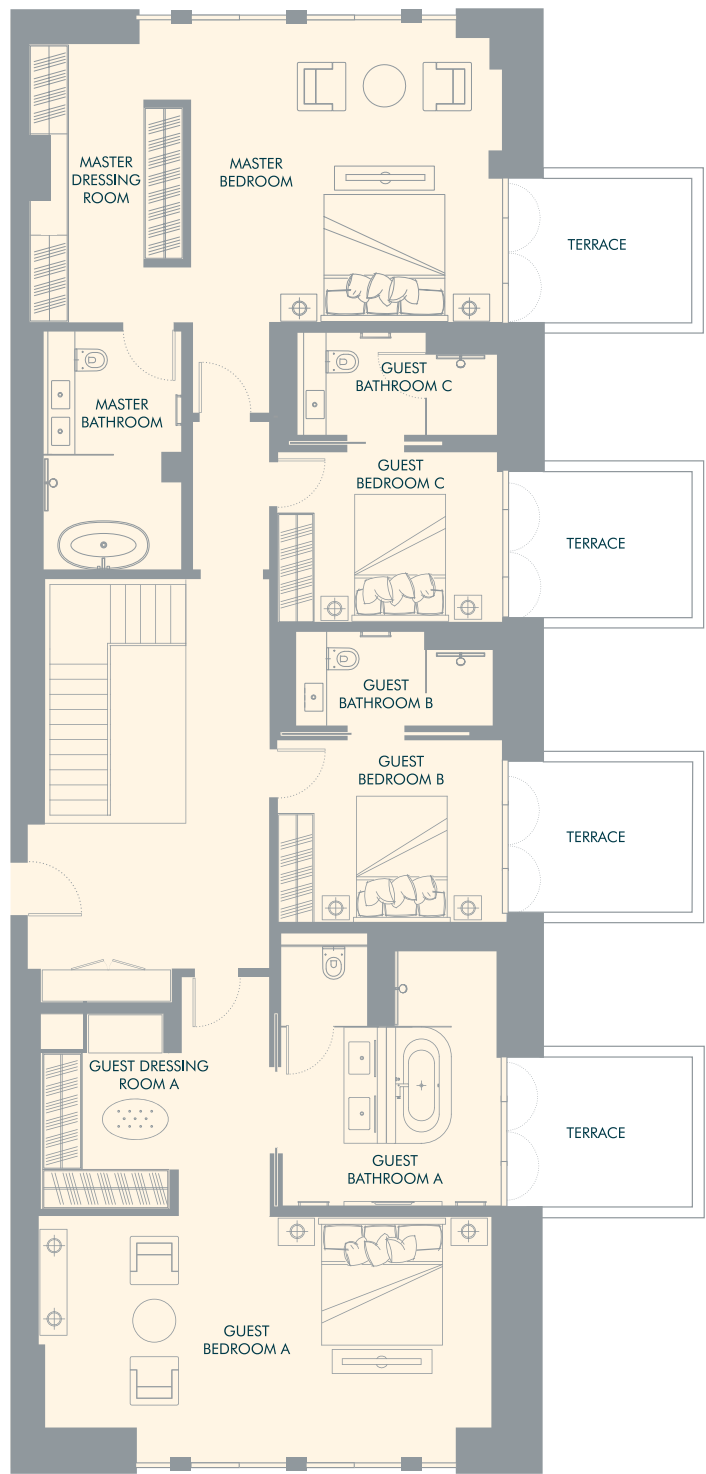 MASTER
DRESSING
ROOM
MASTER
BEDROOM
TERRACE
GUEST
BATHROOM C
MASTER
BATHROOM
GUEST
BEDROOM C
TERRACE
GUEST
BATHROOM B
GUEST
BEDROOM B
TERRACE
GUEST DRESSING
ROOM A
TERRACE
GUEST
BATHROOM A
GUEST
BEDROOM A